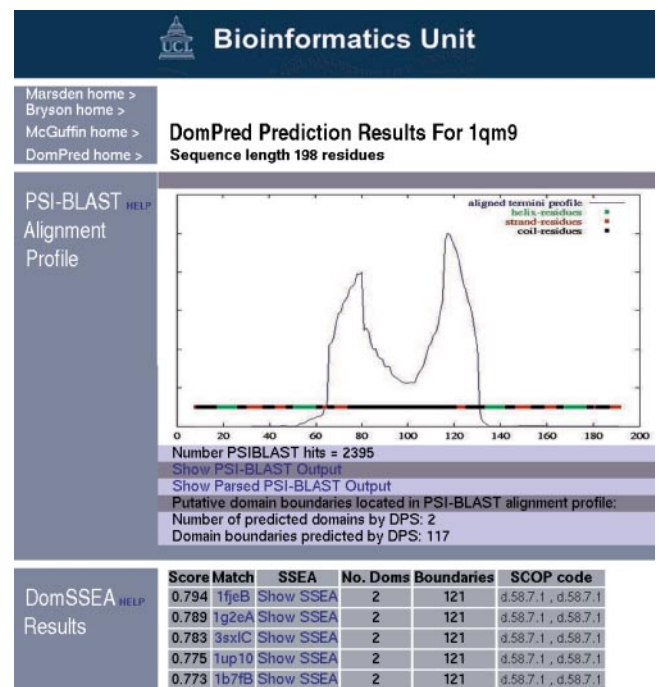 UCL Bioinformatics Unit
Marsden home >
Bryson home >
McGuffin home >
DomPred home >
DomPred Prediction Results For 1qm9
Sequence length 198 residues
PSI-BLAST HELP
Alignment
Profile
aligned termini profile
helix-residues
strand-residues
coil-residues
0 20 40 60 80 100 120 140 160 180 200
Number PSIBLAST hits = 2395
Show PSI-BLAST Output
Show Parsed PSI-BLAST Output
Putative domain boundaries located in PSI-BLAST alignment profile:
Number of predicted domains by DPS: 2
Domain boundaries predicted by DPS: 117
DomSSEA HELP
Results
Score Match SSEA No. Doms Boundaries SCOP code
0.794 1fjeB Show SSEA 2 121 d.58.7.1 , d.58.7.1
0.789 1g2eA Show SSEA 2 121 d.58.7.1 , d.58.7.1
0.783 3sxlC Show SSEA 2 121 d.58.7.1 , d.58.7.1
0.775 1up10 Show SSEA 2 121 d.58.7.1 , d.58.7.1
0.773 1b7fB Show SSEA 2 121 d.58.7.1 , d.58.7.1